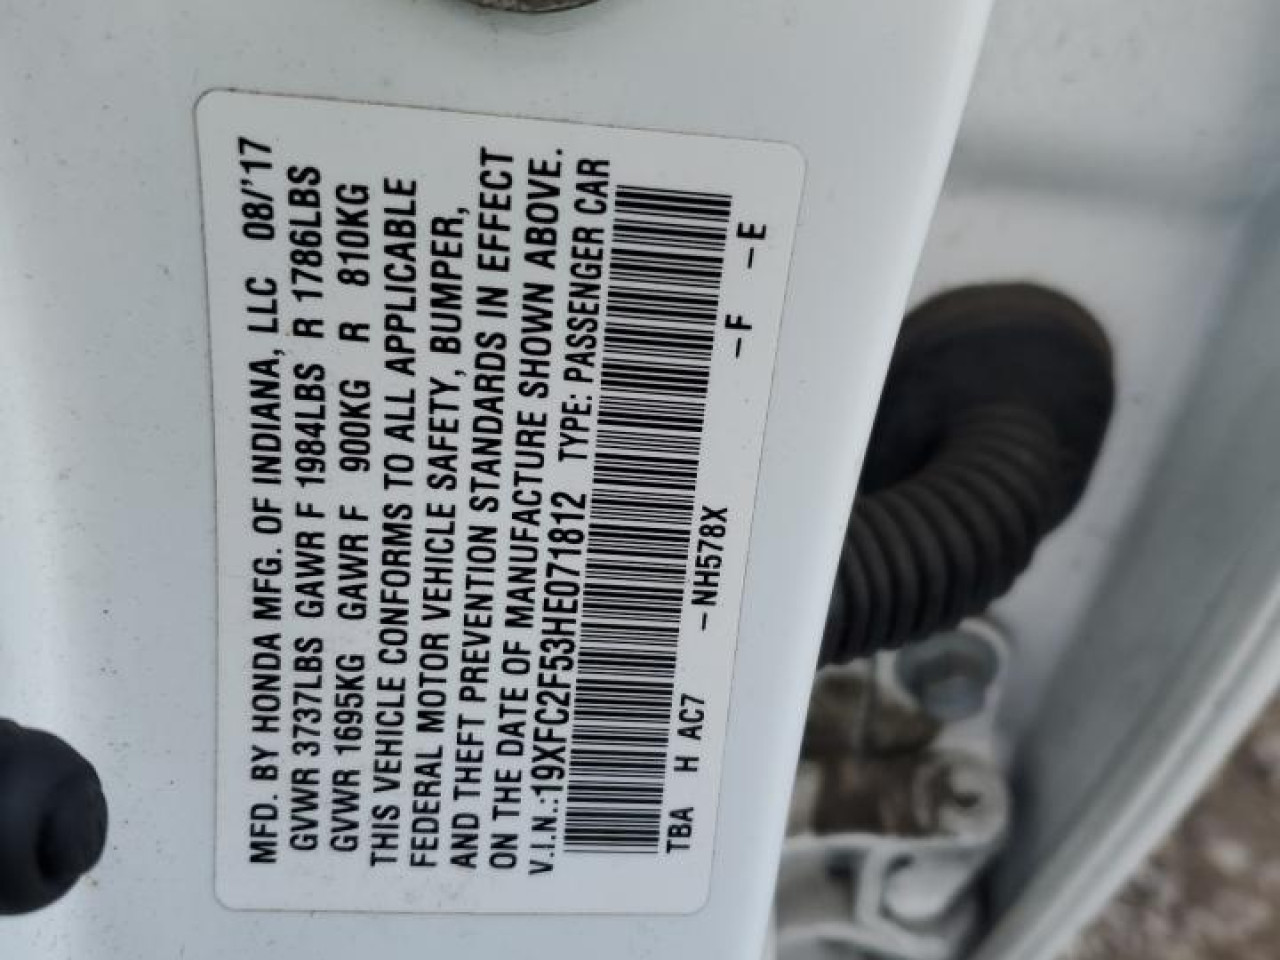 MFD. BY HONDA MFG. OF INDIANA, LLC 08/'17
GVWR 3737LBS GAWR F 1984LBS R 1786LBS
GVWR 1695KG GAWR F 900KG R 810KG
THIS VEHICLE CONFORMS TO ALL APPLICABLE
FEDERAL MOTOR VEHICLE SAFETY, BUMPER,
AND THEFT PREVENTION STANDARDS IN EFFECT
ON THE DATE OF MANUFACTURE SHOWN ABOVE.
V.I.N.:19XFC2F53HE071812 TYPE: PASSENGER CAR
TBA H AC7 –NH578X –F –E